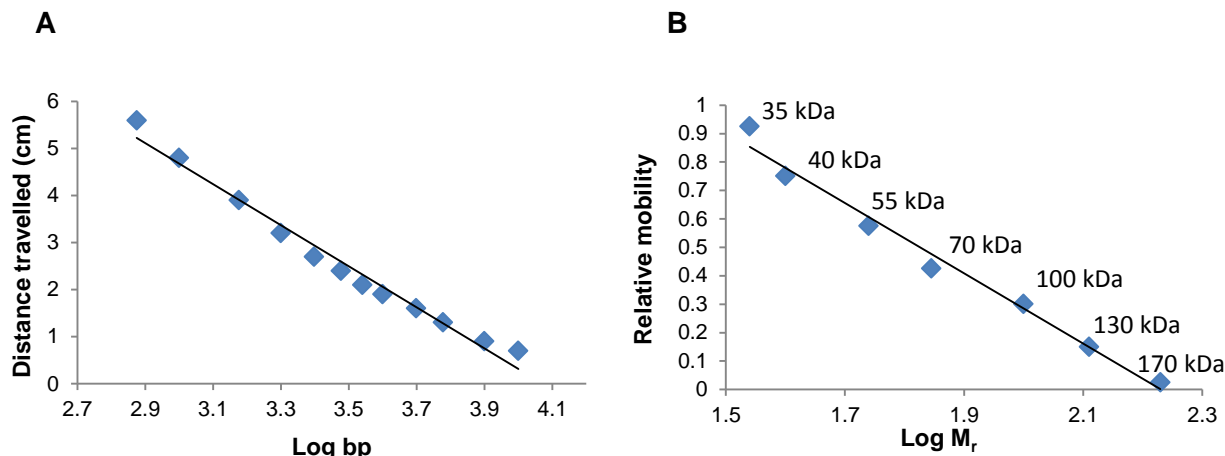 A
Distance travelled (cm)
6
5
4
3
2
1
0
2.7 2.9 3.1 3.3 3.5 3.7 3.9 4.1
Log bp
B
Relative mobility
1
0.9
0.8
0.7
0.6
0.5
0.4
0.3
0.2
0.1
0
35 kDa
40 kDa
55 kDa
70 kDa
100 kDa
130 kDa
170 kDa
1.5 1.7 1.9 2.1 2.3
Log Mr